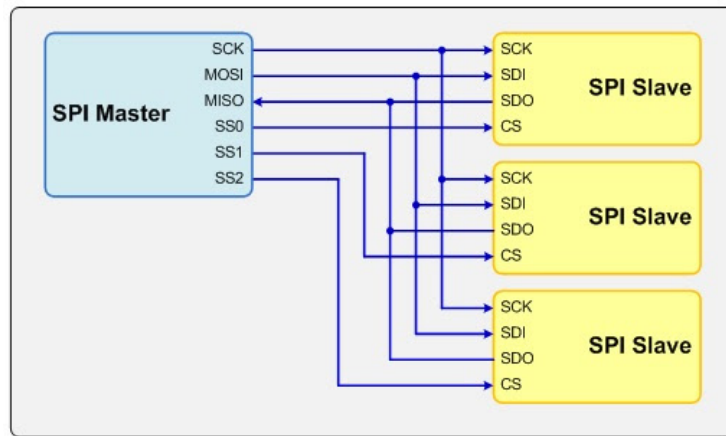 SPI Master
SCK
MOSI
MISO
SS0
SS1
SS2
SCK
SDI
SDO
CS
SPI Slave
SCK
SDI
SDO
CS
SPI Slave
SCK
SDI
SDO
CS
SPI Slave